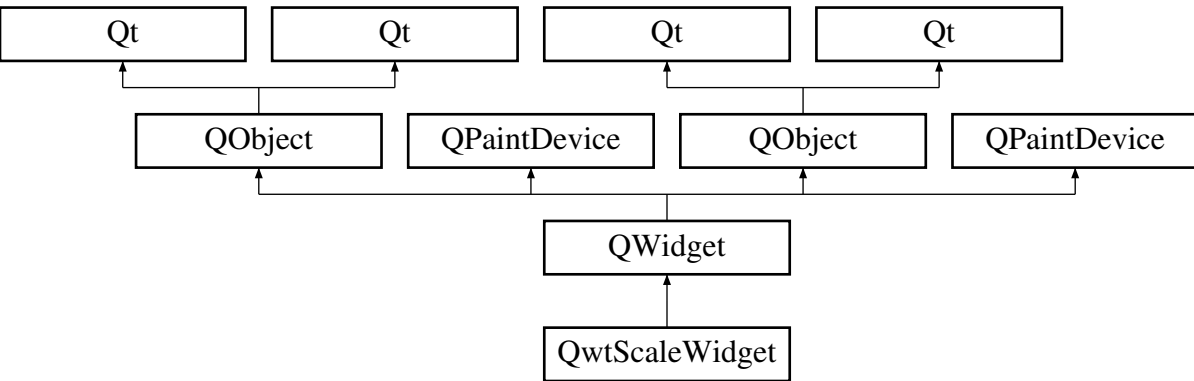 Qt Qt Qt Qt
QObject QPaintDevice QObject QPaintDevice
QWidget
QwtScaleWidget